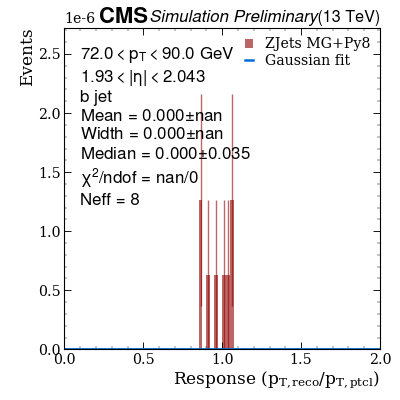 1e-6 CMS Simulation Preliminary (13 TeV)
Events
72.0 < p_T < 90.0 GeV
1.93 < |η| < 2.043
b jet
Mean = 0.000±nan
Width = 0.000±nan
Median = 0.000±0.035
χ²/ndof = nan/0
Neff = 8
ZJets MG+Py8
Gaussian fit
2.5
2.0
1.5
1.0
0.5
0.0
0.0 0.5 1.0 1.5 2.0
Response (p_T,reco/p_T,ptcl)